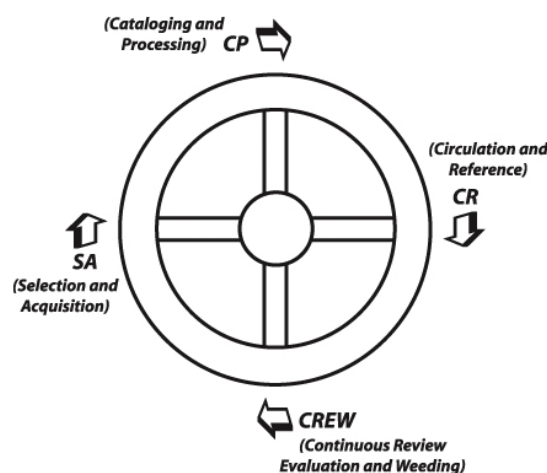 (Cataloging and
Processing) CP
(Circulation and
Reference)
CR
SA
(Selection and
Acquisition)
CREW
(Continuous Review
Evaluation and Weeding)